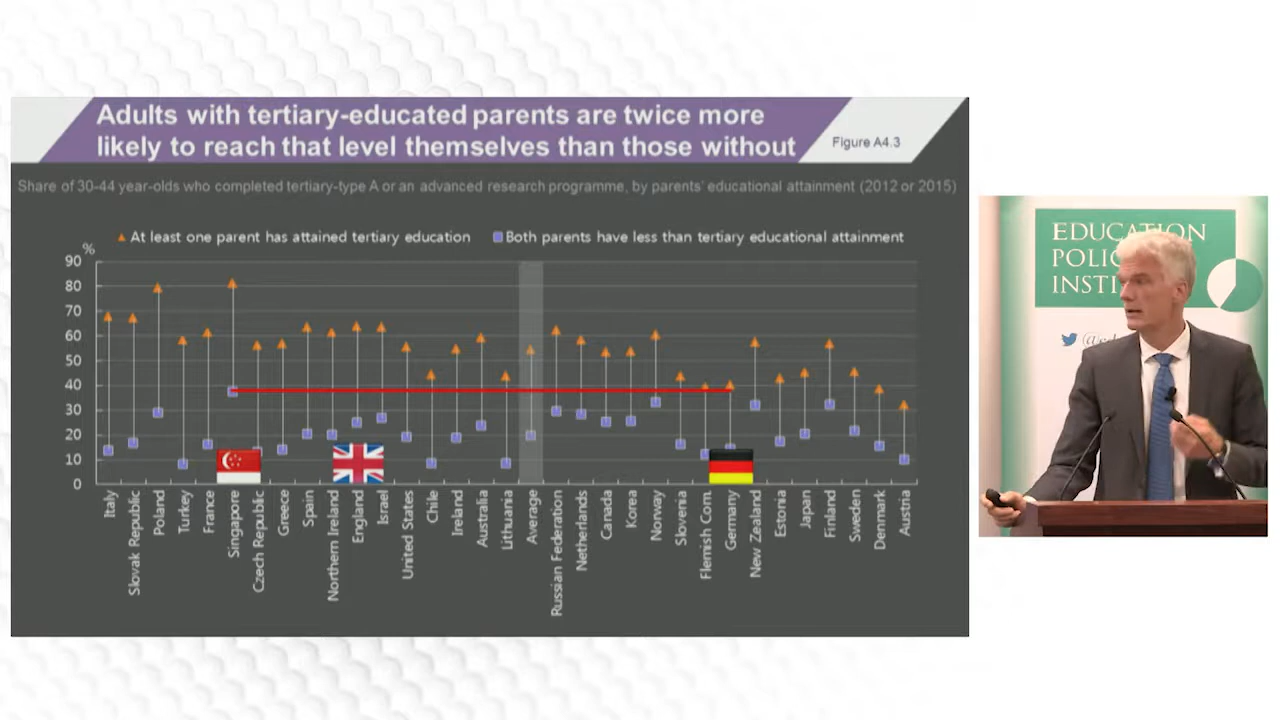 Adults with tertiary-educated parents are twice more
likely to reach that level themselves than those without
Figure A4.3
Share of 30-44 year-olds who completed tertiary-type A or an advanced research programme, by parents' educational attainment (2012 or 2015)
At least one parent has attained tertiary education
Both parents have less than tertiary educational attainment
%
90
80
70
60
50
40
30
20
10
0
Italy
Slovak Republic
Poland
Turkey
France
Singapore
Czech Republic
Greece
Spain
Northern Ireland
England
Israel
United States
Chile
Ireland
Australia
Lithuania
Average
Russian Federation
Netherlands
Canada
Korea
Norway
Slovenia
Flemish Com.
Germany
New Zealand
Estonia
Japan
Finland
Sweden
Denmark
Austria
EDUCATION
POLIC
INSTI